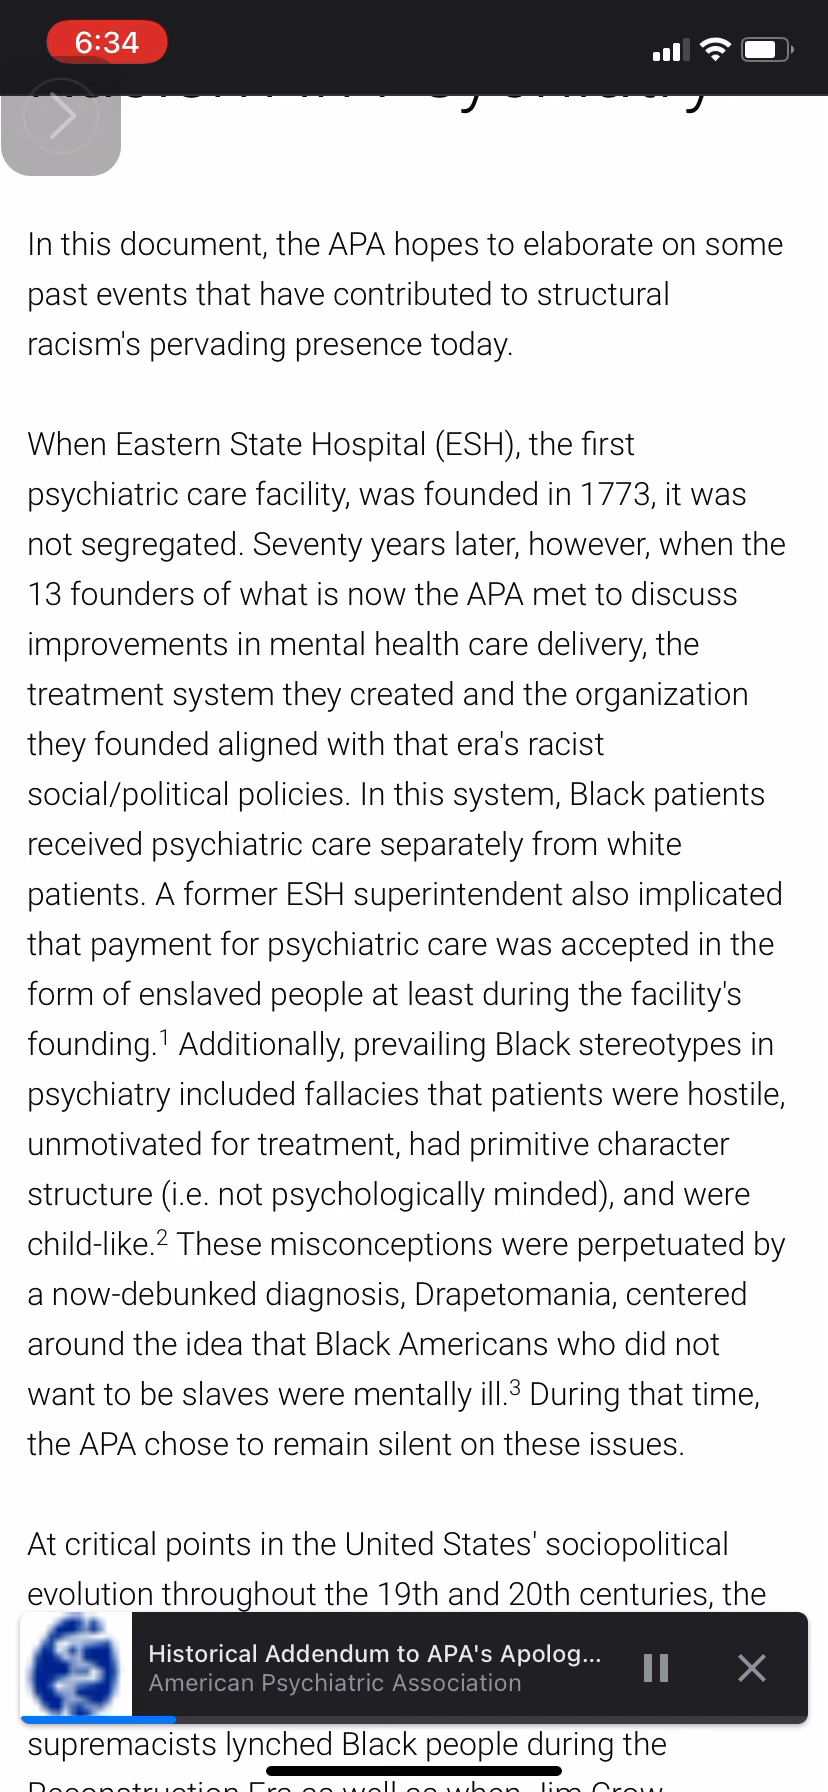 6:34
In this document, the APA hopes to elaborate on some
past events that have contributed to structural
racism's pervading presence today.
When Eastern State Hospital (ESH), the first
psychiatric care facility, was founded in 1773, it was
not segregated. Seventy years later, however, when the
13 founders of what is now the APA met to discuss
improvements in mental health care delivery, the
treatment system they created and the organization
they founded aligned with that era's racist
social/political policies. In this system, Black patients
received psychiatric care separately from white
patients. A former ESH superintendent also implicated
that payment for psychiatric care was accepted in the
form of enslaved people at least during the facility's
founding.¹ Additionally, prevailing Black stereotypes in
psychiatry included fallacies that patients were hostile,
unmotivated for treatment, had primitive character
structure (i.e. not psychologically minded), and were
child-like.² These misconceptions were perpetuated by
a now-debunked diagnosis, Drapetomania, centered
around the idea that Black Americans who did not
want to be slaves were mentally ill.³ During that time,
the APA chose to remain silent on these issues.
At critical points in the United States' sociopolitical
evolution throughout the 19th and 20th centuries, the
Historical Addendum to APA's Apolog...
American Psychiatric Association
supremacists lynched Black people during the